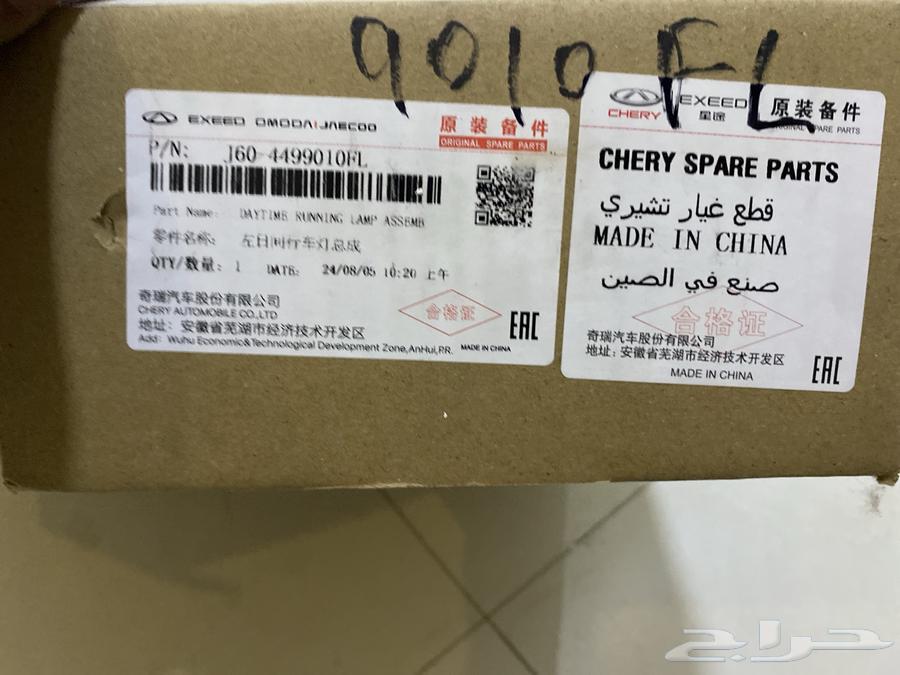 9010 FL
CHERY EXEED OMODA | JAECOO 原装备件
ORIGINAL SPARE PARTS
P/N: J60-4499010FL
Part Name: DAYTIME RUNNING LAMP ASSEMB
零件名称: 左日间行车灯总成
QTY/数量: 1 DATE: 24/08/05 10:20 上午
奇瑞汽车股份有限公司
CHERY AUTOMOBILE CO.,LTD
地址: 安徽省芜湖市经济技术开发区
Add: Wuhu Economic&Technological Development Zone,AnHui,P.R. MADE IN CHINA
合格证
EAC
CHERY EXEED 星途 原装备件
SPARE PARTS
CHERY SPARE PARTS
قطع غيار تشيري
MADE IN CHINA
صنع في الصين
合格证
奇瑞汽车股份有限公司
地址: 安徽省芜湖市经济技术开发区
MADE IN CHINA
EAC
حراج